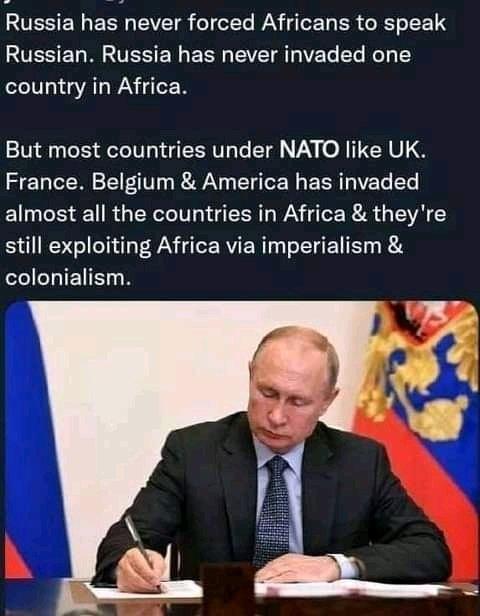 Russia has never forced Africans to speak
Russian. Russia has never invaded one
country in Africa.
But most countries under NATO like UK.
France. Belgium & America has invaded
almost all the countries in Africa & they're
still exploiting Africa via imperialism &
colonialism.